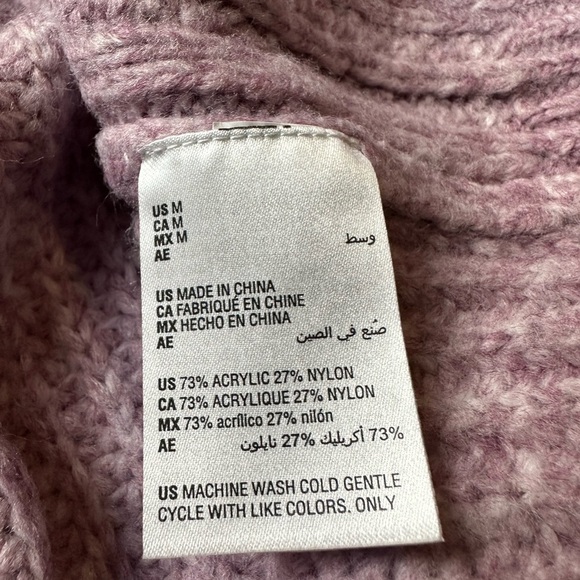 US M
CA M
MX M
AE وسط
US MADE IN CHINA
CA FABRIQUÉ EN CHINE
MX HECHO EN CHINA
AE صُنع في الصين
US 73% ACRYLIC 27% NYLON
CA 73% ACRYLIQUE 27% NYLON
MX 73% acrílico 27% nilón
AE 73% أكريليك 27% نايلون
US MACHINE WASH COLD GENTLE
CYCLE WITH LIKE COLORS. ONLY